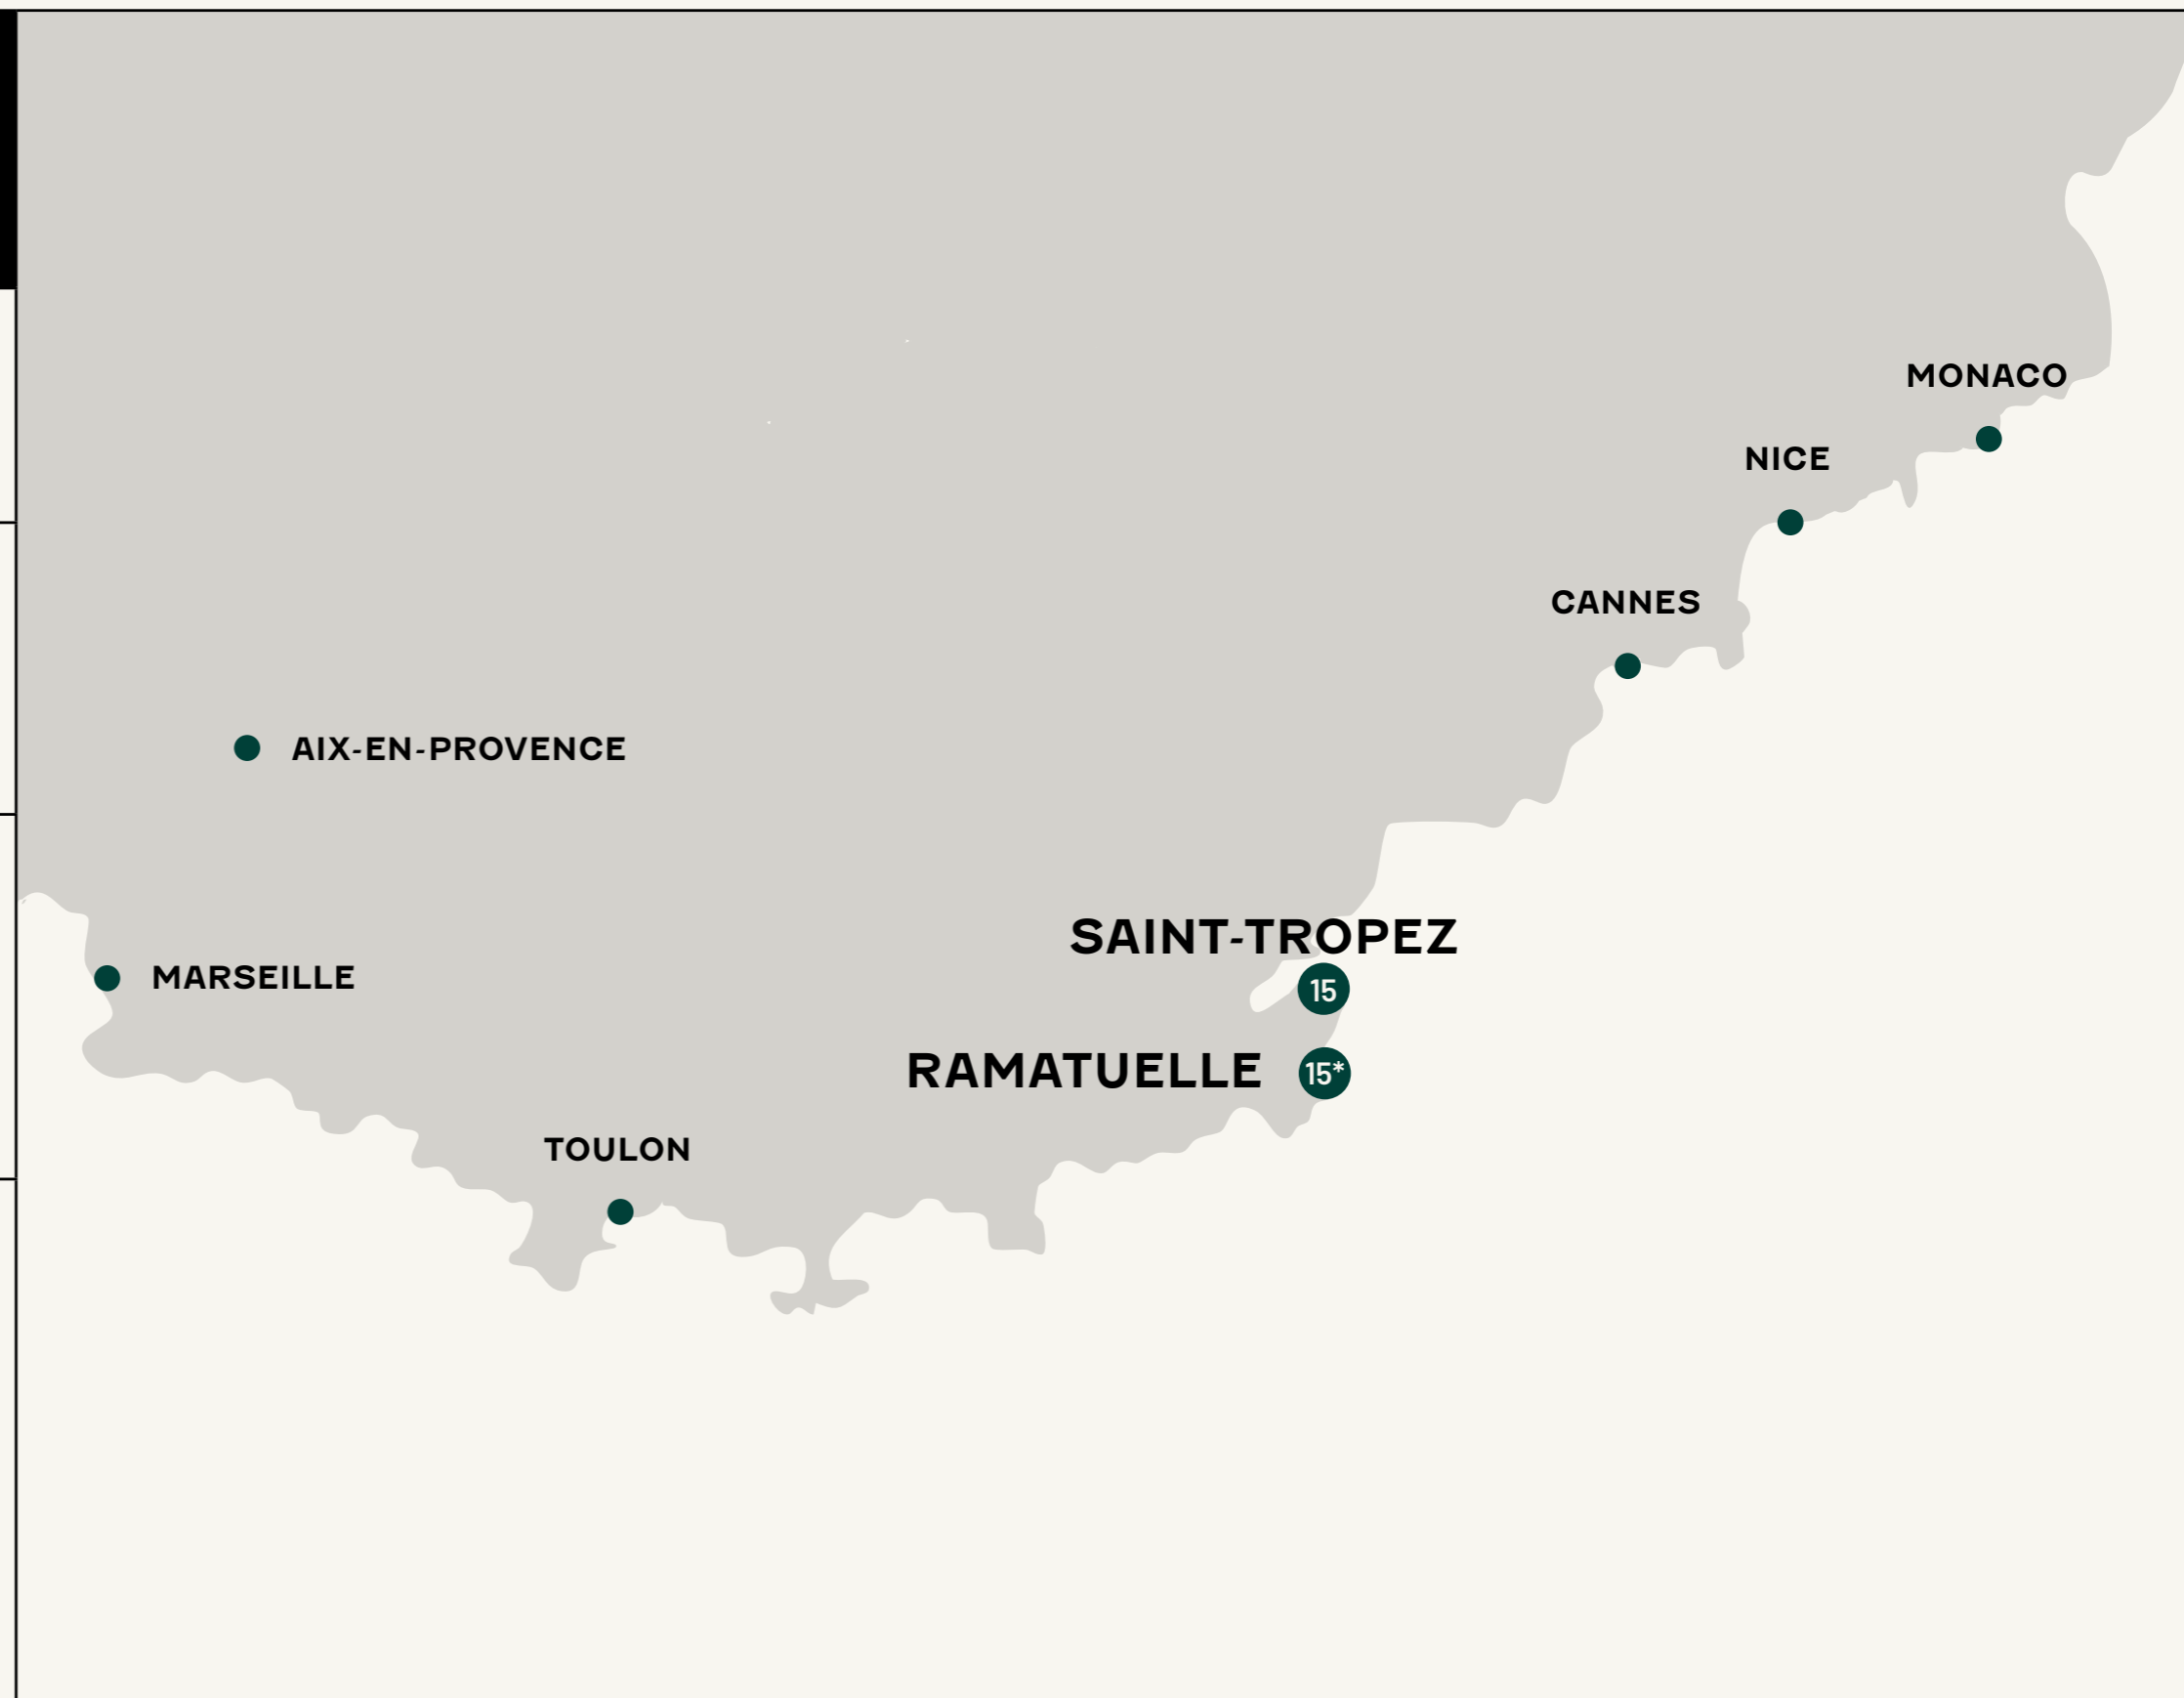 MONACO
NICE
CANNES
AIX-EN-PROVENCE
SAINT-TROPEZ
MARSEILLE
15
RAMATUELLE 15*
TOULON